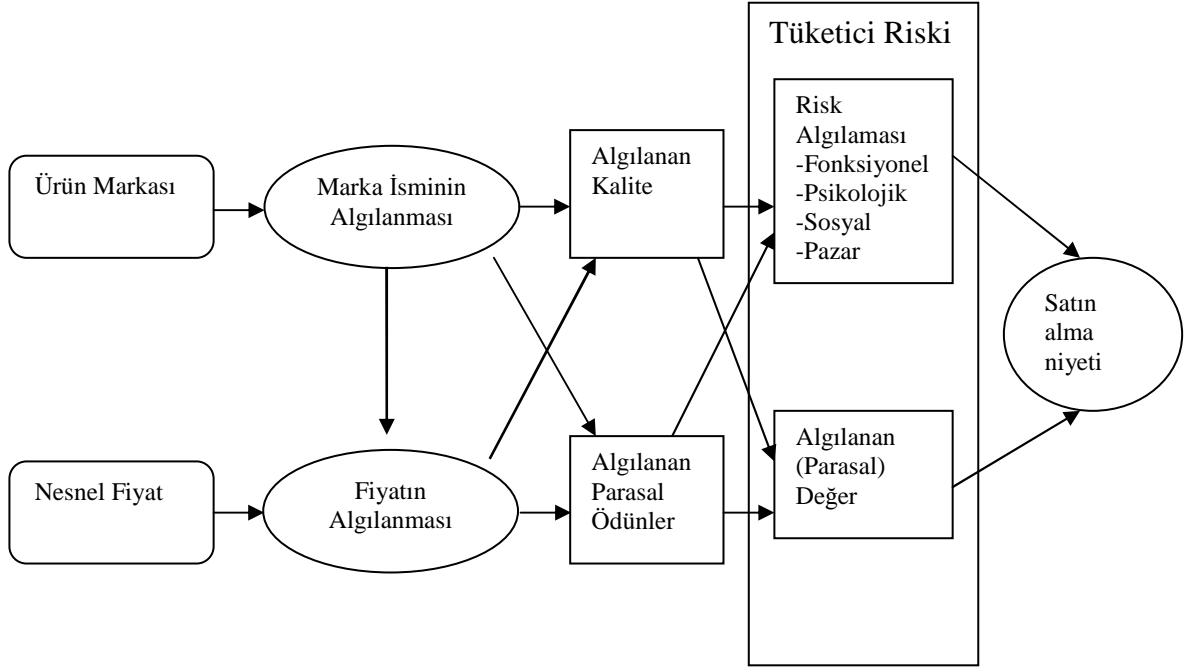 Tüketici Riski
Ürün Markası
Marka İsminin
Algılanması
Algılanan
Kalite
Risk
Algılaması
-Fonksiyonel
-Psikolojik
-Sosyal
-Pazar
Satın
alma
niyeti
Nesnel Fiyat
Fiyatın
Algılanması
Algılanan
Parasal
Ödünler
Algılanan
(Parasal)
Değer